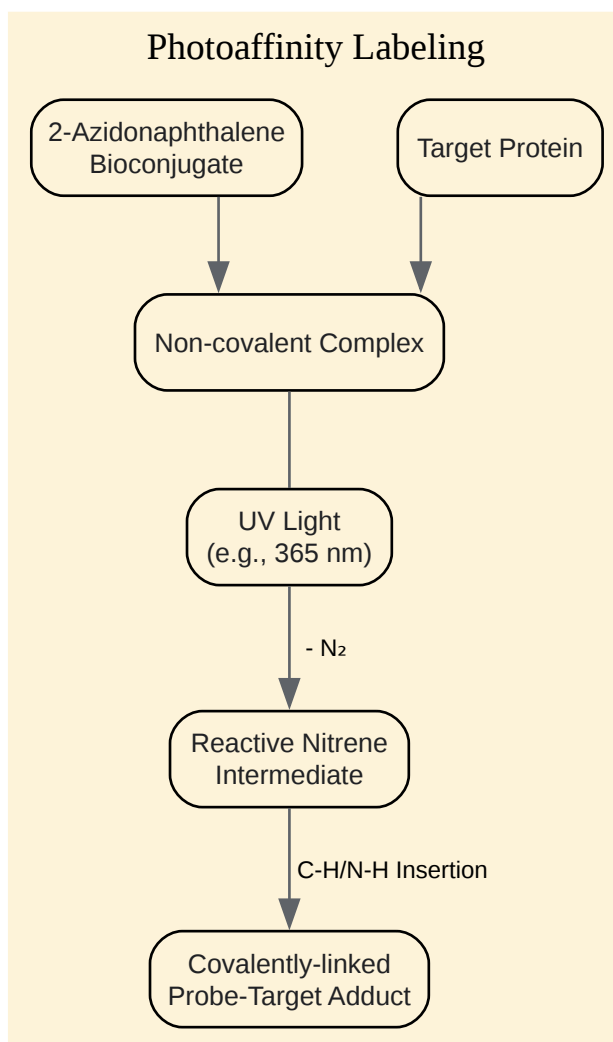 Photoaffinity Labeling
2-Azidonaphthalene
Bioconjugate
Target Protein
Non-covalent Complex
UV Light
(e.g., 365 nm)
- N₂
Reactive Nitrene
Intermediate
C-H/N-H Insertion
Covalently-linked
Probe-Target Adduct